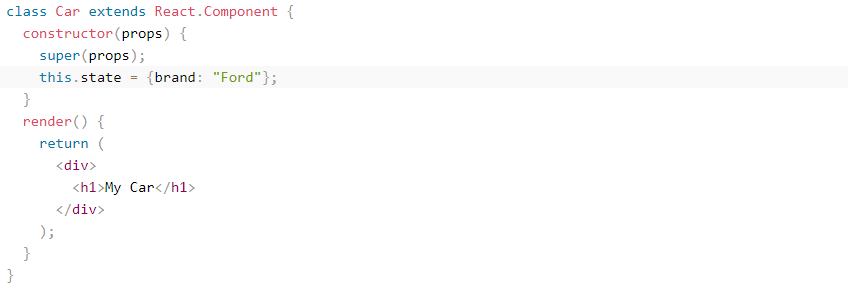 class Car extends React.Component {
  constructor(props) {
    super(props);
    this.state = {brand: "Ford"};
  }
  render() {
    return (
      <div>
        <h1>My Car</h1>
      </div>
    );
  }
}